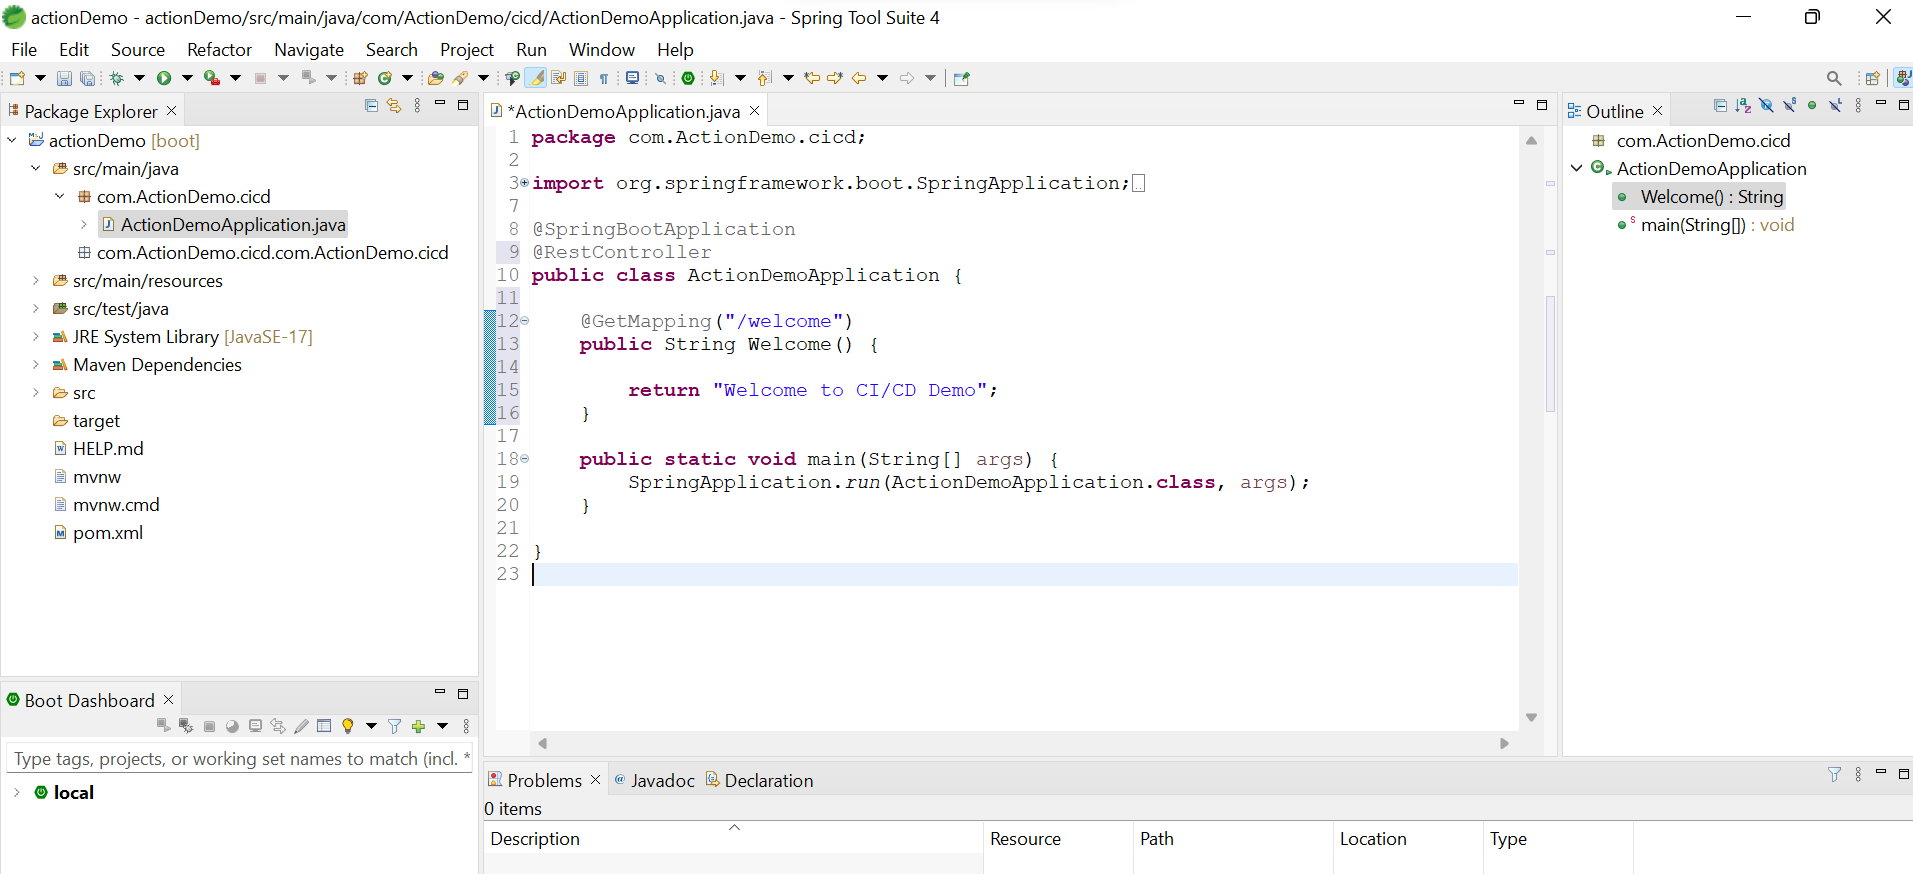 actionDemo - actionDemo/src/main/java/com/ActionDemo/cicd/ActionDemoApplication.java - Spring Tool Suite 4
File Edit Source Refactor Navigate Search Project Run Window Help
Package Explorer
actionDemo [boot]
src/main/java
com.ActionDemo.cicd
ActionDemoApplication.java
com.ActionDemo.cicd.com.ActionDemo.cicd
src/main/resources
src/test/java
JRE System Library [JavaSE-17]
Maven Dependencies
src
target
HELP.md
mvnw
mvnw.cmd
pom.xml
Boot Dashboard
Type tags, projects, or working set names to match (incl. *
local
*ActionDemoApplication.java
1 package com.ActionDemo.cicd;
2
3 import org.springframework.boot.SpringApplication;
7
8 @SpringBootApplication
9 @RestController
10 public class ActionDemoApplication {
11
12 @GetMapping("/welcome")
13 public String Welcome() {
14
15 return "Welcome to CI/CD Demo";
16 }
17
18 public static void main(String[] args) {
19 SpringApplication.run(ActionDemoApplication.class, args);
20 }
21
22 }
23
Outline
com.ActionDemo.cicd
ActionDemoApplication
Welcome() : String
main(String[]) : void
Problems Javadoc Declaration
0 items
Description Resource Path Location Type